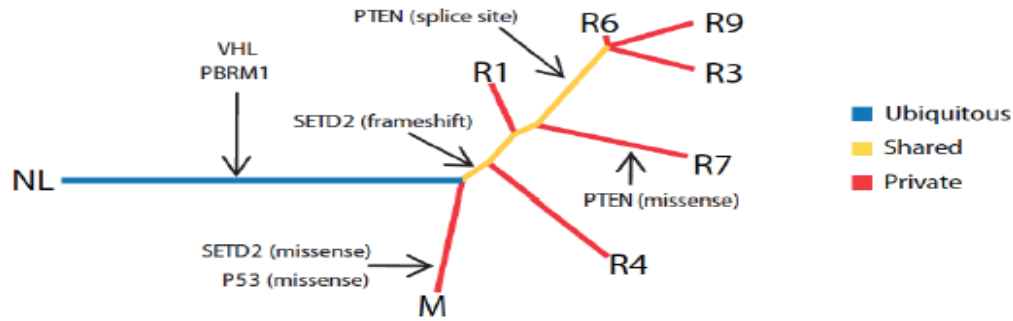 PTEN (splice site)
R6
R9
VHL
PBRM1
R1
R3
SETD2 (frameshift)
Ubiquitous
Shared
Private
NL
R7
PTEN (missense)
SETD2 (missense)
P53 (missense)
R4
M